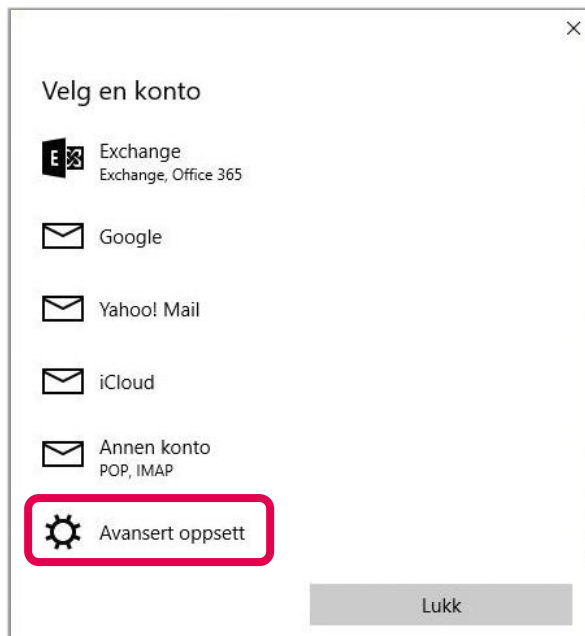 Velg en konto
Exchange
Exchange, Office 365
Google
Yahoo! Mail
iCloud
Annen konto
POP, IMAP
Avansert oppsett
Lukk